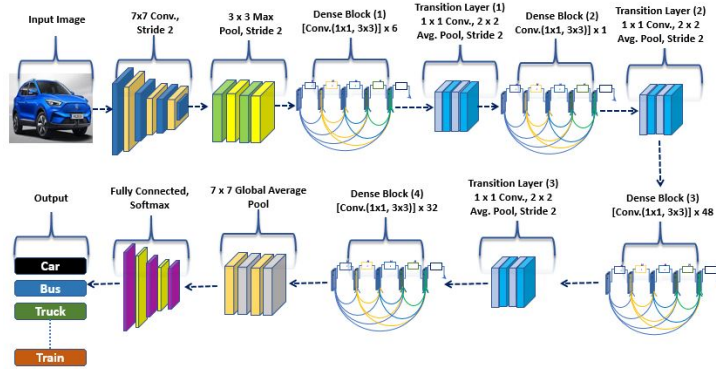 Input Image
7x7 Conv.,
Stride 2
3 x 3 Max
Pool, Stride 2
Dense Block (1)
[Conv.(1x1, 3x3)] x 6
Transition Layer (1)
1 x 1 Conv., 2 x 2
Avg. Pool, Stride 2
Dense Block (2)
Conv.(1x1, 3x3)] x 1
Transition Layer (2)
1 x 1 Conv., 2 x 2
Avg. Pool, Stride 2
Output
Fully Connected,
Softmax
7 x 7 Global Average
Pool
Dense Block (4)
[Conv.(1x1, 3x3)] x 32
Transition Layer (3)
1 x 1 Conv., 2 x 2
Avg. Pool, Stride 2
Dense Block (3)
[Conv.(1x1, 3x3)] x 48
Car
Bus
Truck
Train